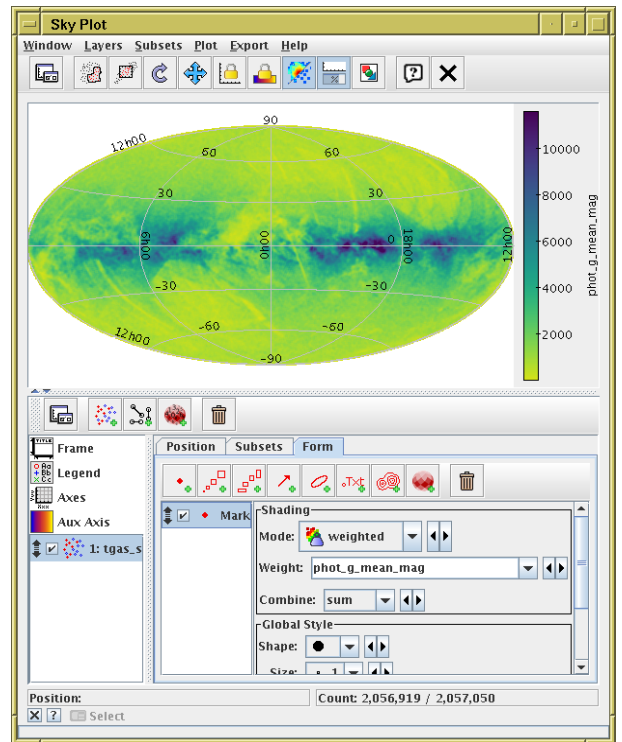 Sky Plot
Window Layers Subsets Plot Export Help
90
12h00
60 60
30 30
10000
8000
6000
4000
2000
phot_g_mean_mag
6h00 0h00 0 18h00 12h00
-30 -30
12h00
-60 -60
-90
Frame
Legend
Axes
Aux Axis
1: tgas_s
Position Subsets Form
Txt
Mark
Shading
Mode: weighted
Weight: phot_g_mean_mag
Combine: sum
Global Style
Shape:
Size: 1
Position: Count: 2,056,919 / 2,057,050
Select